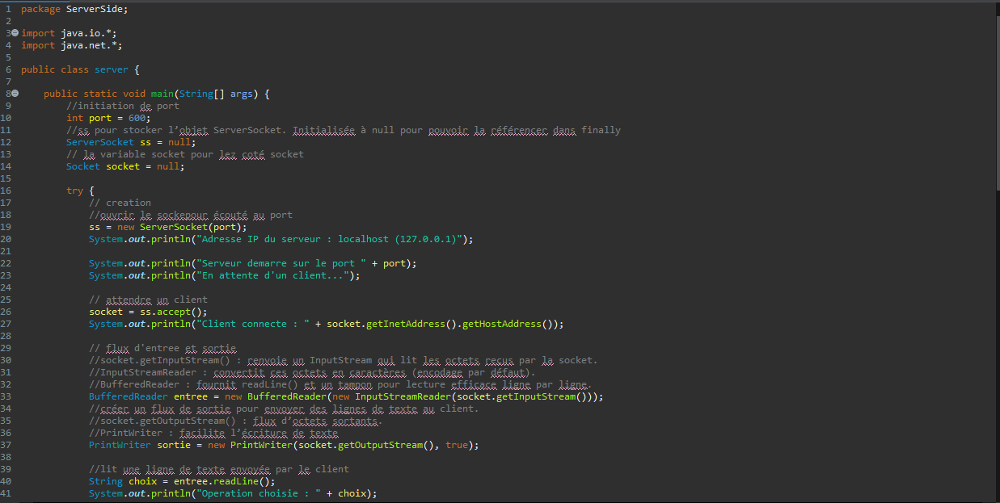 1 package ServerSide;
2
3 import java.io.*;
4 import java.net.*;
5
6 public class server {
7
8 public static void main(String[] args) {
9 //initiation de port
10 int port = 600;
11 //ss pour stocker l’objet ServerSocket. Initialisée à null pour pouvoir la référencer dans finally
12 ServerSocket ss = null;
13 // la variable socket pour lez coté socket
14 Socket socket = null;
15
16 try {
17 // creation
18 //ouvrir le sockepour écouté au port
19 ss = new ServerSocket(port);
20 System.out.println("Adresse IP du serveur : localhost (127.0.0.1)");
21
22 System.out.println("Serveur demarre sur le port " + port);
23 System.out.println("En attente d'un client...");
24
25 // attendre un client
26 socket = ss.accept();
27 System.out.println("Client connecte : " + socket.getInetAddress().getHostAddress());
28
29 // flux d'entree et sortie
30 //socket.getInputStream() : renvoie un InputStream qui lit les octets reçus par la socket.
31 //InputStreamReader : convertit ces octets en caractères (encodage par défaut).
32 //BufferedReader : fournit readLine() et un tampon pour lecture efficace ligne par ligne.
33 BufferedReader entree = new BufferedReader(new InputStreamReader(socket.getInputStream()));
34 //créer un flux de sortie pour envoyer des lignes de texte au client.
35 //socket.getOutputStream() : flux d’octets sortants.
36 //PrintWriter : facilite l’écriture de texte
37 PrintWriter sortie = new PrintWriter(socket.getOutputStream(), true);
38
39 //lit une ligne de texte envoyée par le client
40 String choix = entree.readLine();
41 System.out.println("Operation choisie : " + choix);